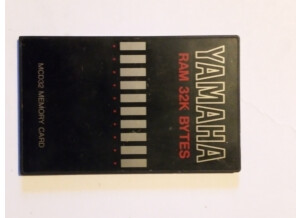 YAMAHA
RAM 32K BYTES
MCD32 MEMORY CARD